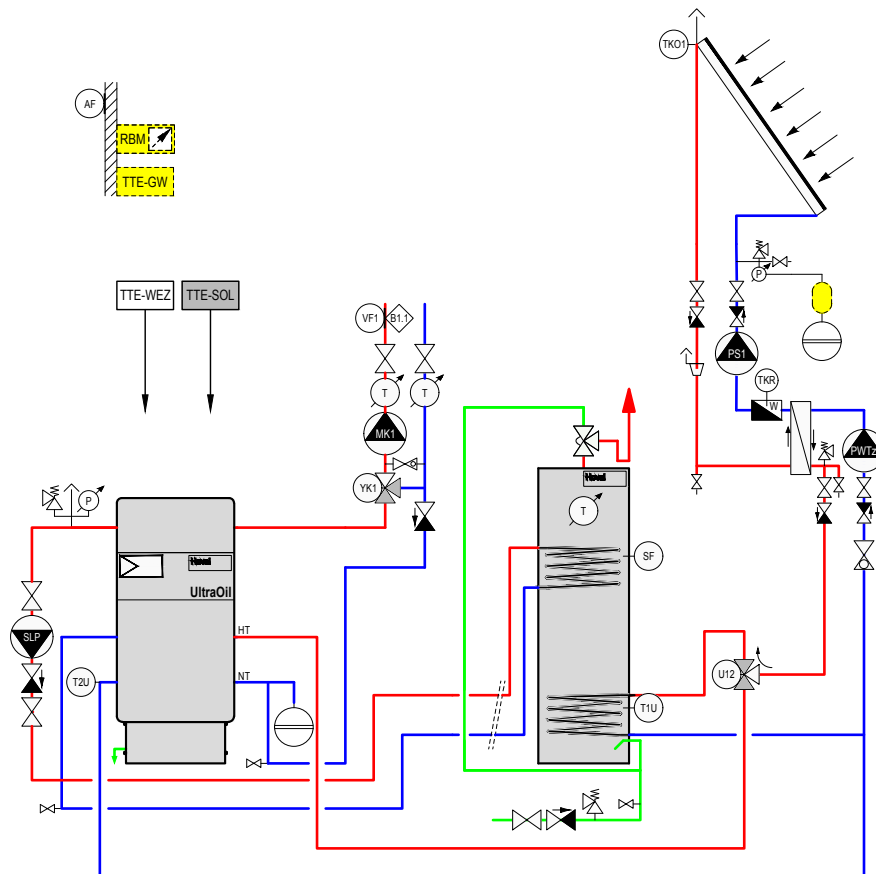 TKO1
AF
RBM
TTE-GW
P
TTE-WEZ
TTE-SOL
VF1
B1.1
PS1
TKR
T
T
W
MK1
PWTz
YK1
P
T
SF
UltraOil
SLP
HT
NT
T2U
U12
T1U